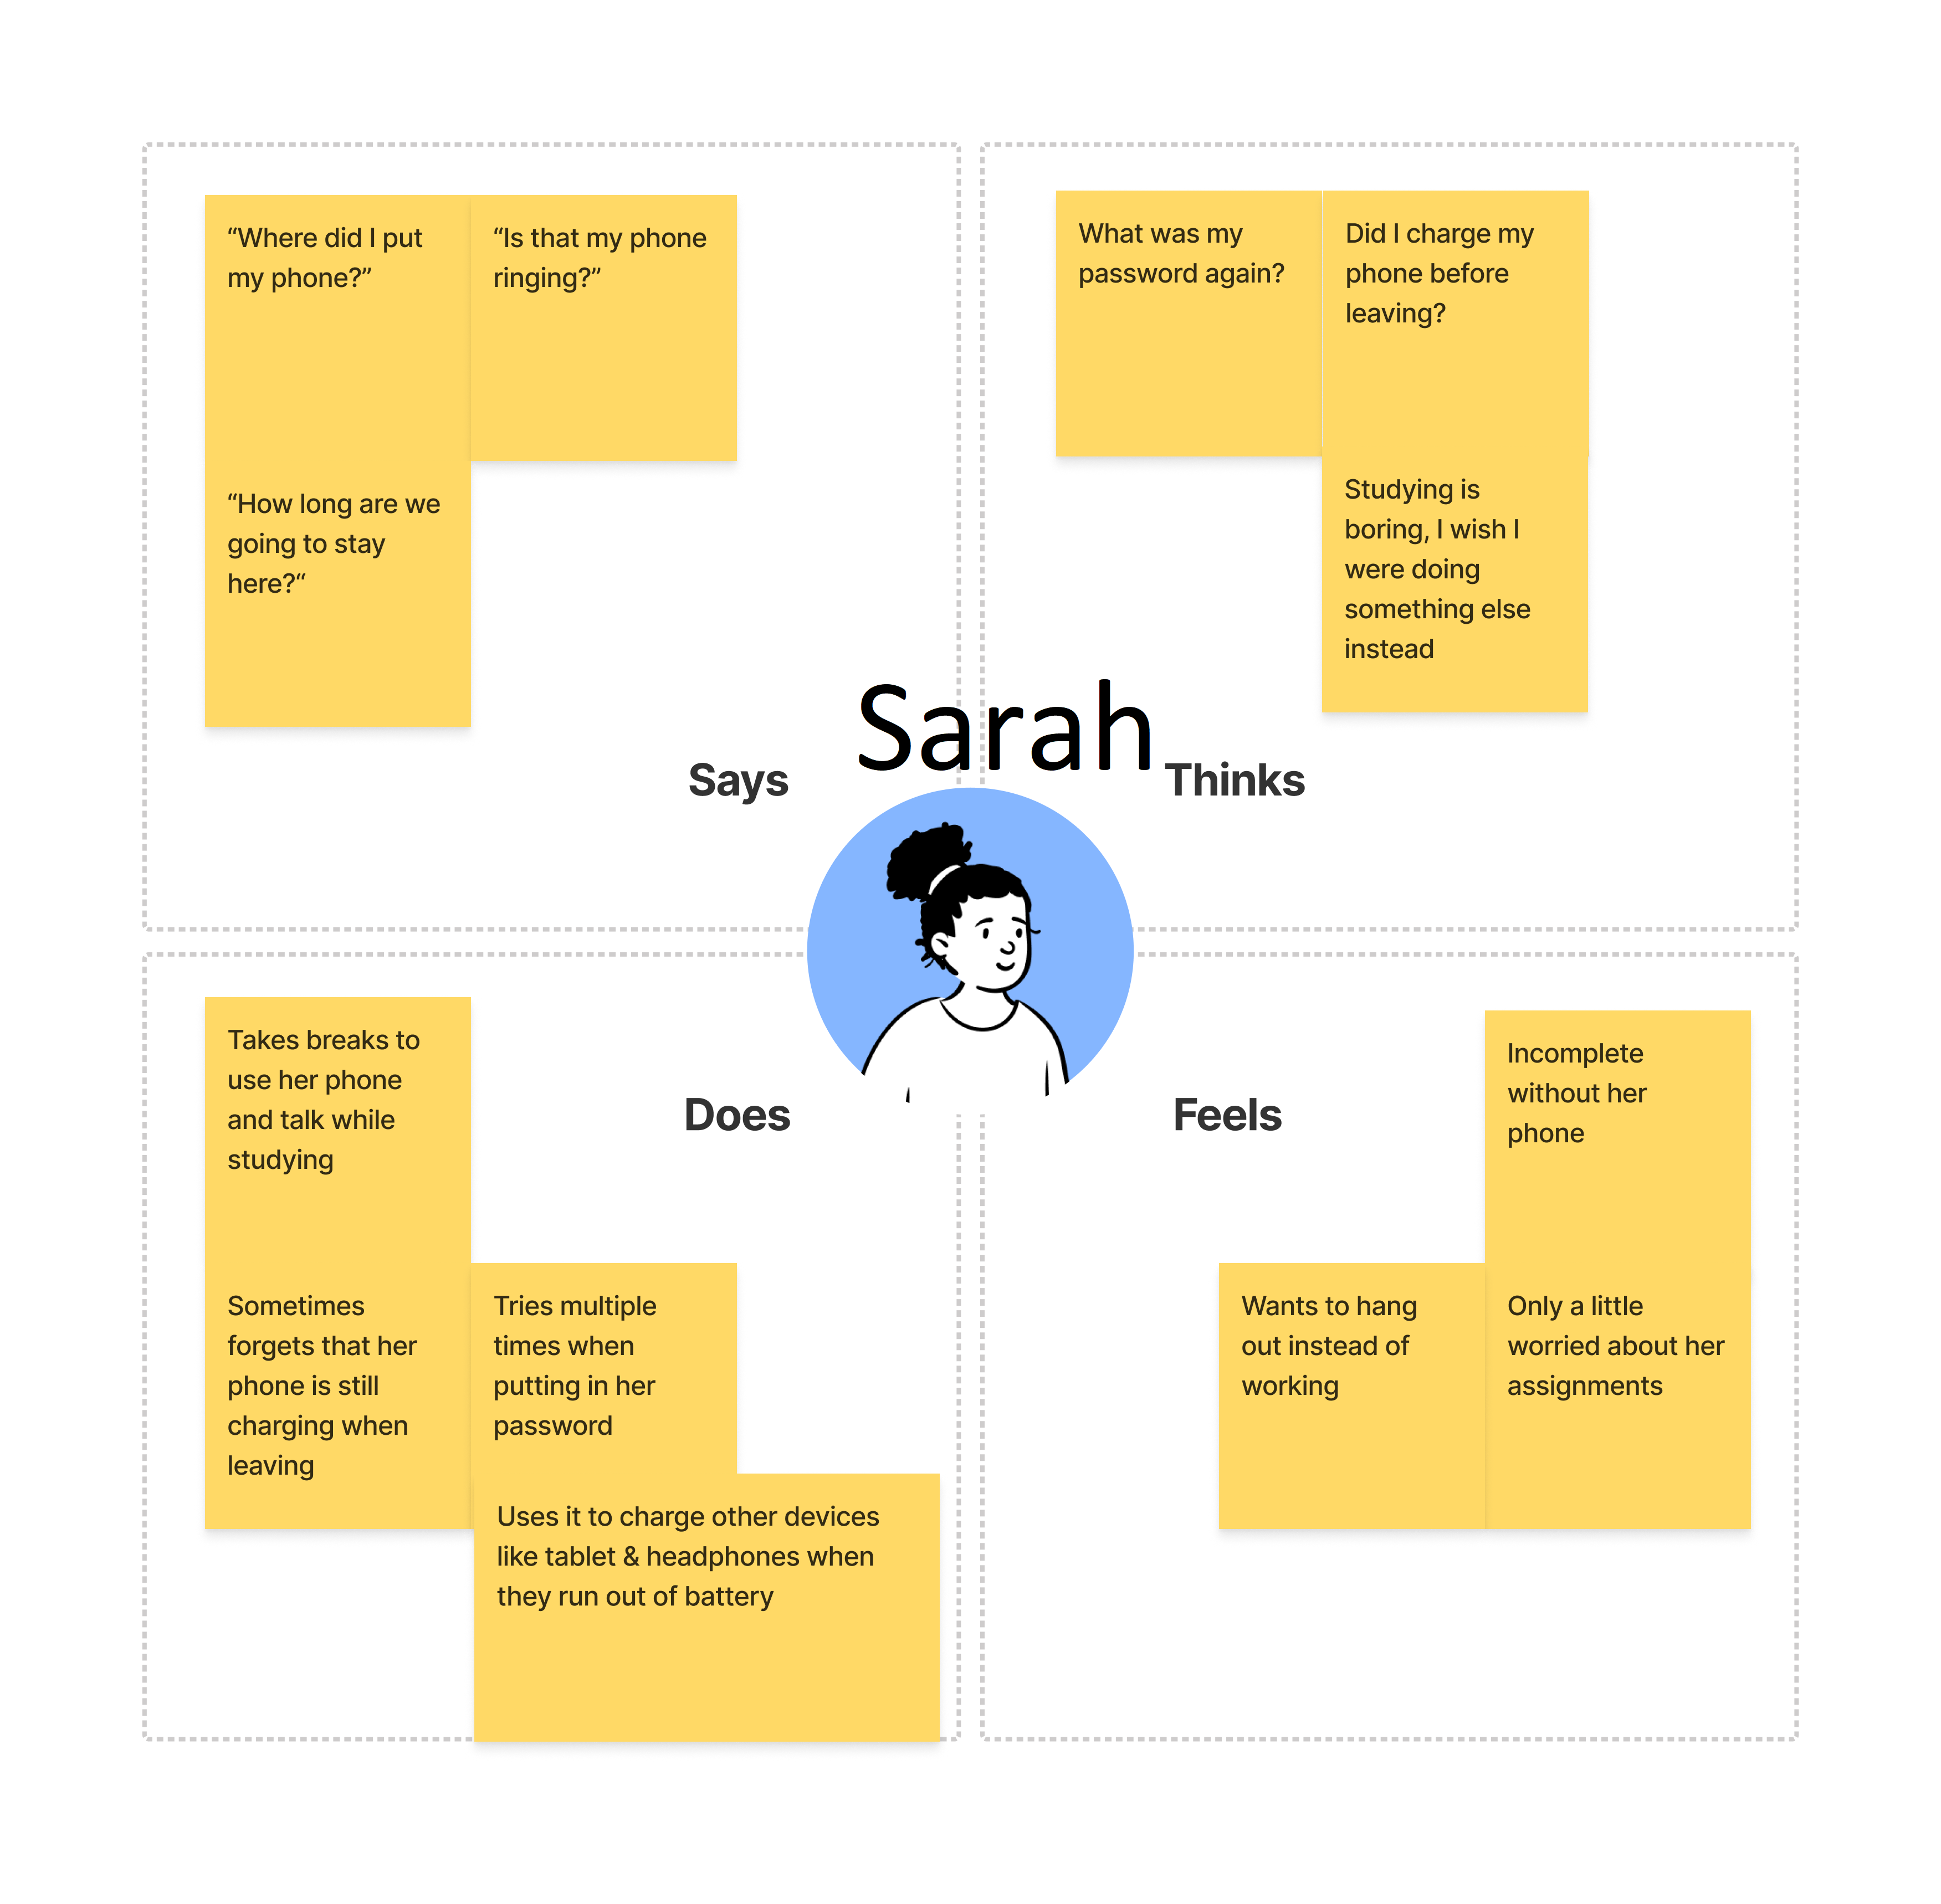 “Where did I put
my phone?”
“Is that my phone
ringing?”
“How long are we
going to stay
here?“
What was my
password again?
Did I charge my
phone before
leaving?
Studying is
boring, I wish I
were doing
something else
instead
Sarah
Says
Thinks
Does
Feels
Takes breaks to
use her phone
and talk while
studying
Sometimes
forgets that her
phone is still
charging when
leaving
Tries multiple
times when
putting in her
password
Uses it to charge other devices
like tablet & headphones when
they run out of battery
Incomplete
without her
phone
Wants to hang
out instead of
working
Only a little
worried about her
assignments